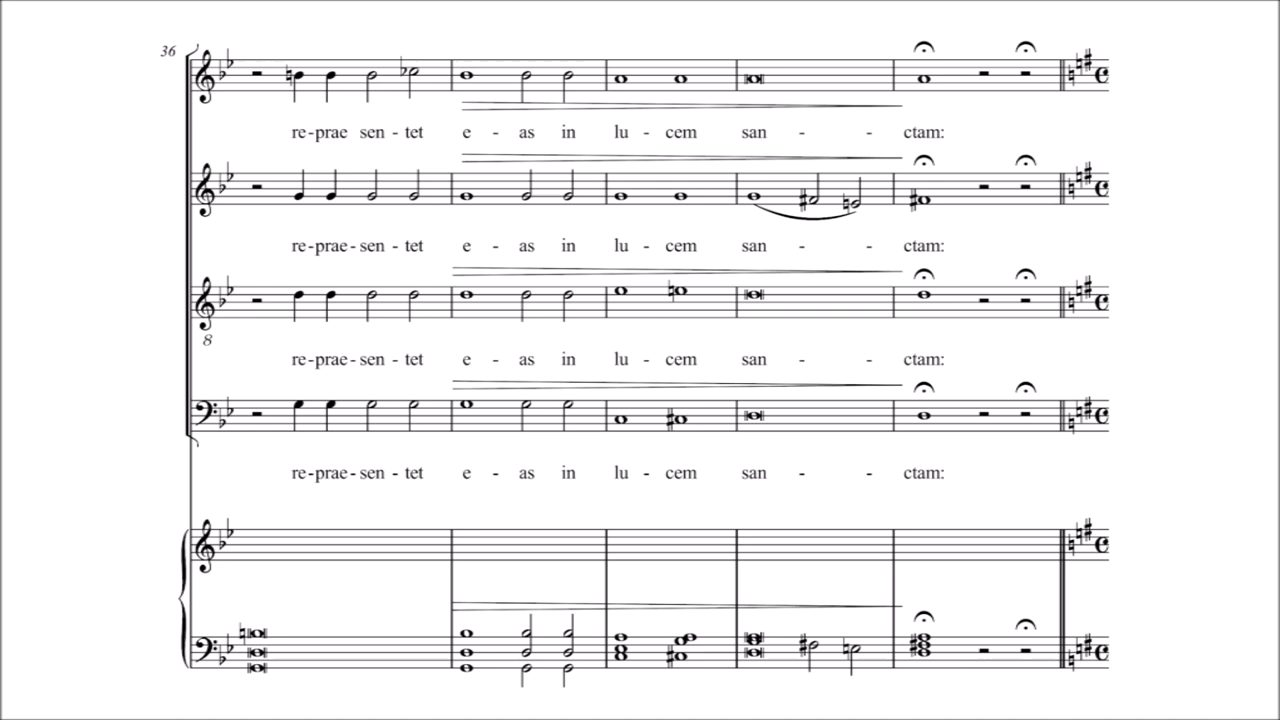 36
re-prae sen - tet e - as in lu - cem san - - ctam:
re-prae-sen - tet e - as in lu - cem san - - ctam:
8
re-prae-sen - tet e - as in lu - cem san - - ctam:
re-prae-sen - tet e - as in lu - cem san - - ctam: